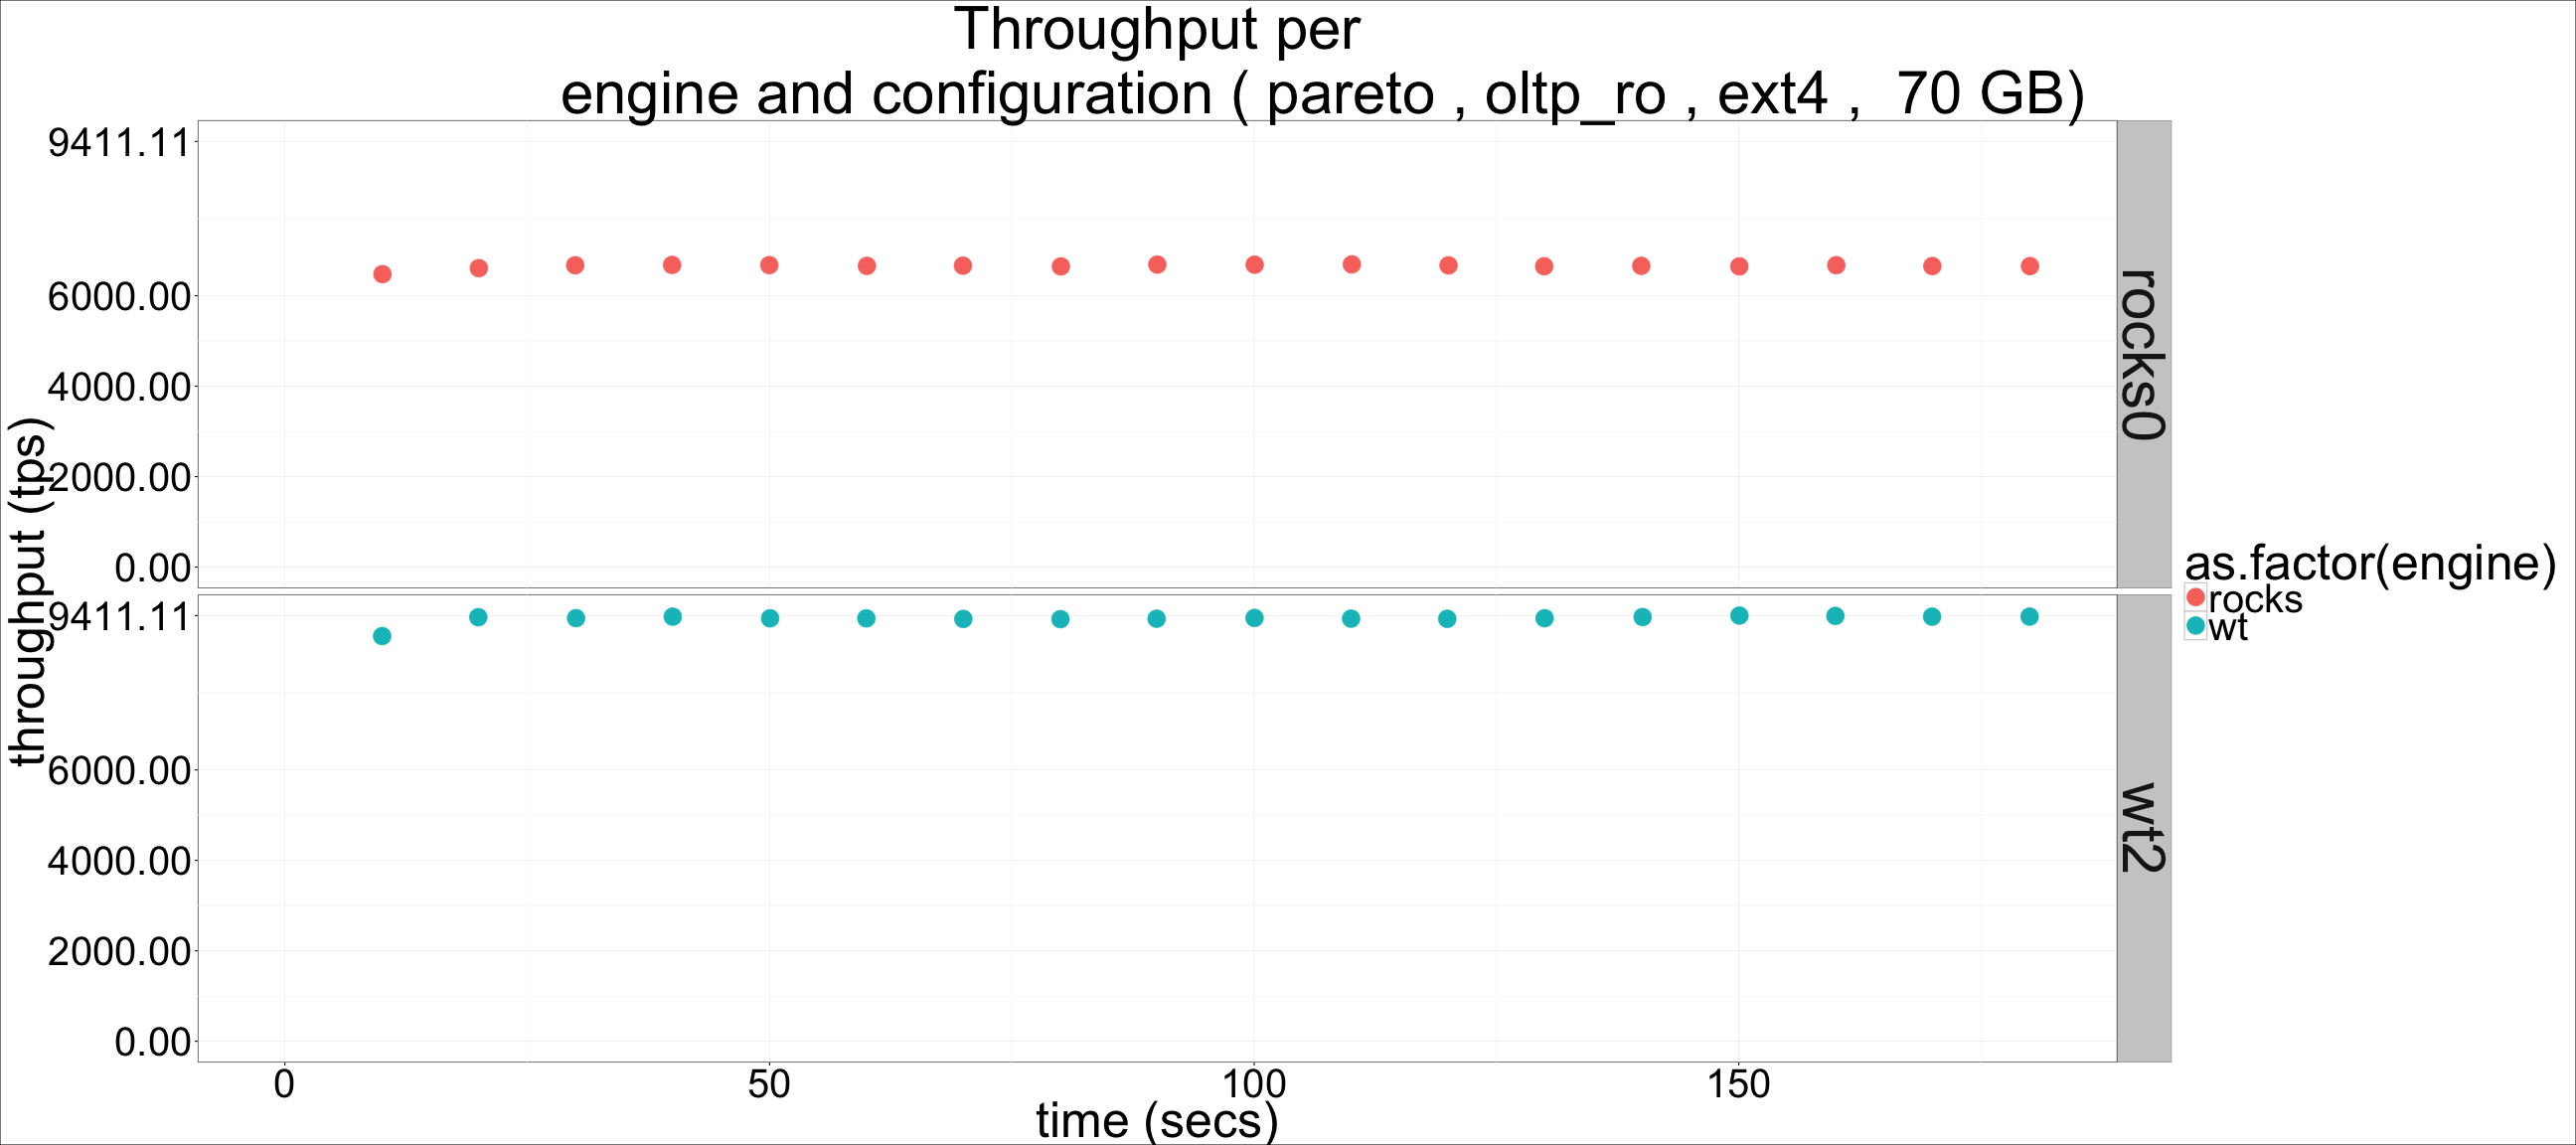 Throughput per
engine and configuration ( pareto , oltp_ro , ext4 ,  70 GB)
throughput (tps)
9411.11
6000.00
4000.00
2000.00
0.00
rocks0
9411.11
6000.00
4000.00
2000.00
0.00
wt2
0
50
100
150
time (secs)
as.factor(engine)
rocks
wt